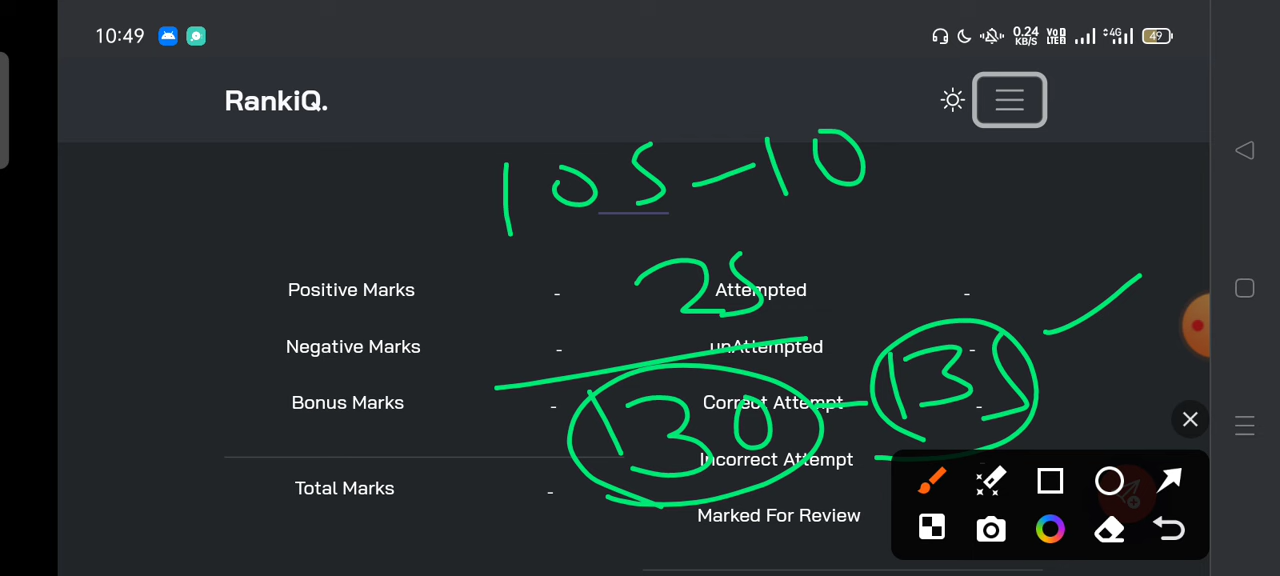 10:49 0.24 KB/S VoD LTE 4G 49
RankiQ.
105-10
25
Positive Marks - Attempted -
Negative Marks - unAttempted -
Bonus Marks - Correct Attempt -
130 - 135
Incorrect Attempt
Total Marks -
Marked For Review